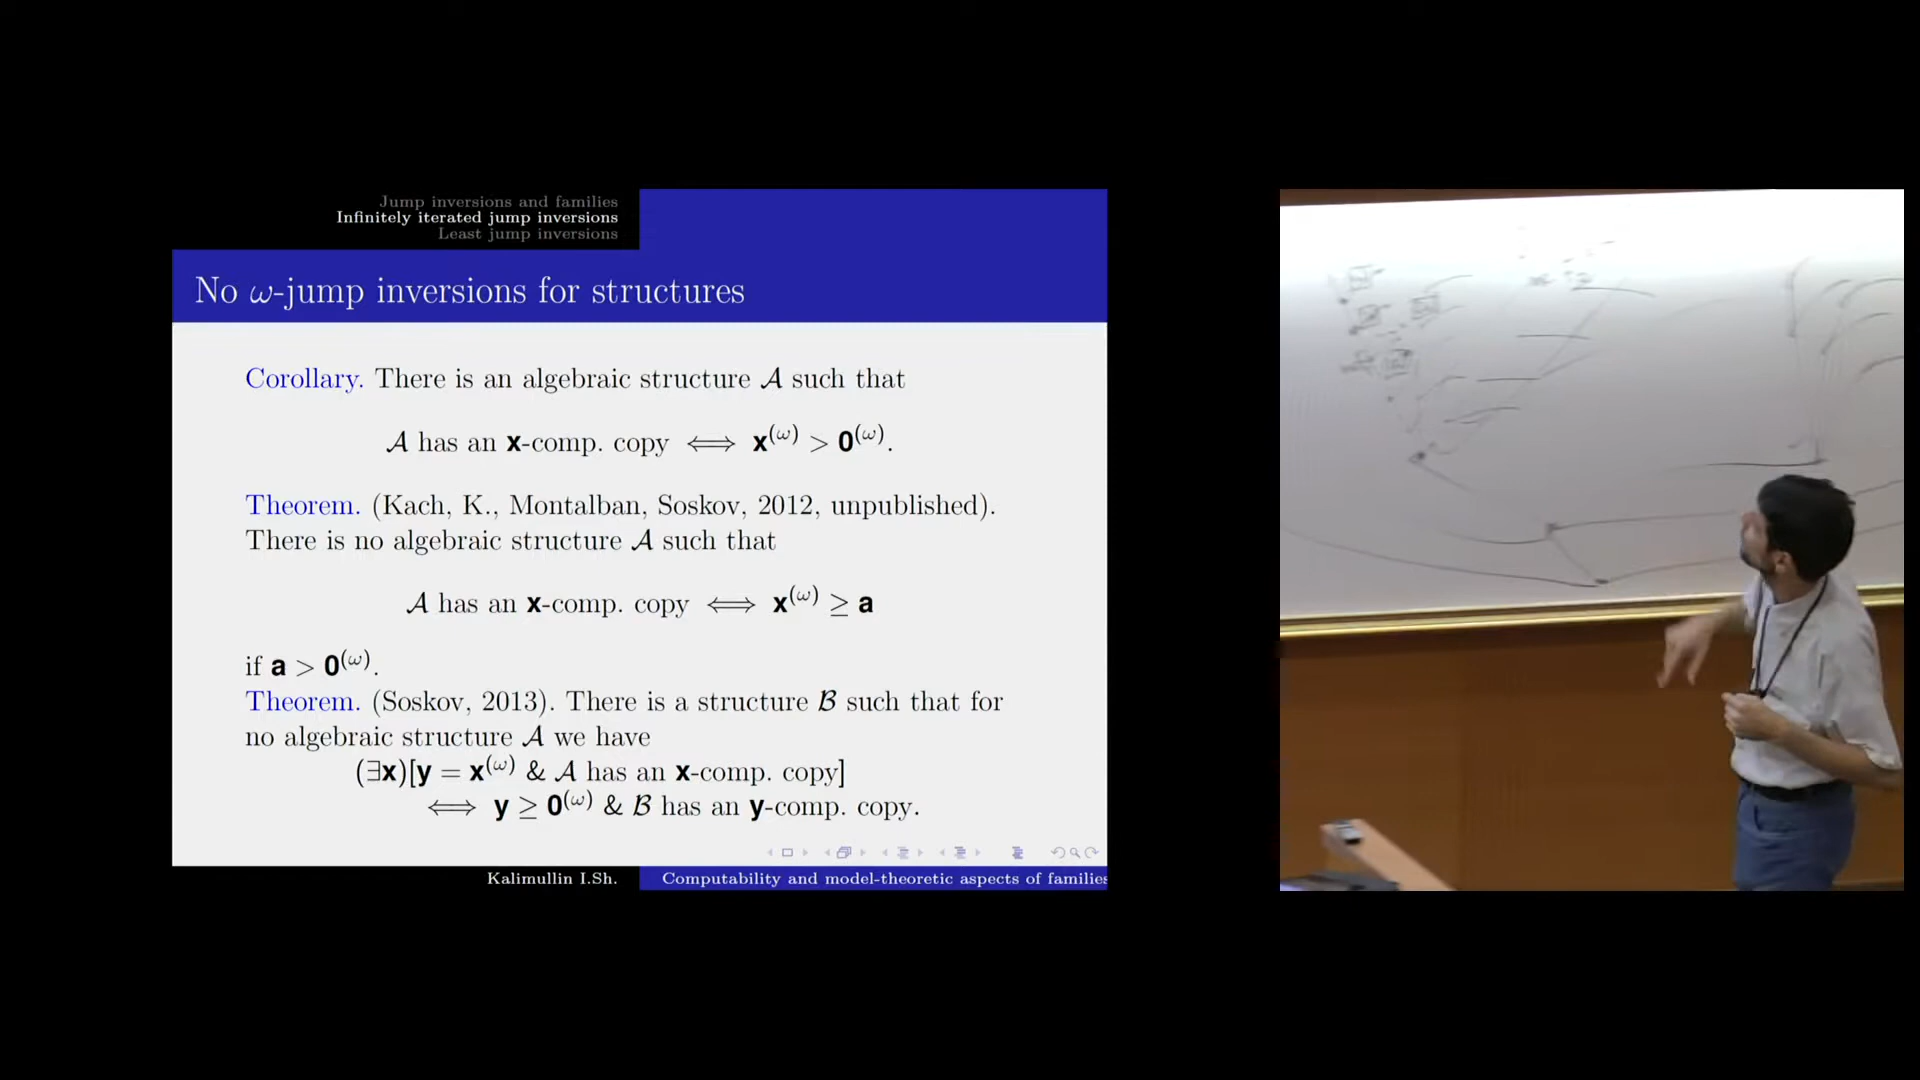 Jump inversions and families
Infinitely iterated jump inversions
Least jump inversions
No ω-jump inversions for structures
Corollary. There is an algebraic structure 𝒜 such that
𝒜 has an x-comp. copy ⟺ x^(ω) > 0^(ω).
Theorem. (Kach, K., Montalban, Soskov, 2012, unpublished).
There is no algebraic structure 𝒜 such that
𝒜 has an x-comp. copy ⟺ x^(ω) ≥ a
if a > 0^(ω).
Theorem. (Soskov, 2013). There is a structure ℬ such that for
no algebraic structure 𝒜 we have
(∃x)[y = x^(ω) & 𝒜 has an x-comp. copy]
⟺ y ≥ 0^(ω) & ℬ has an y-comp. copy.
Kalimullin I.Sh.
Computability and model-theoretic aspects of families